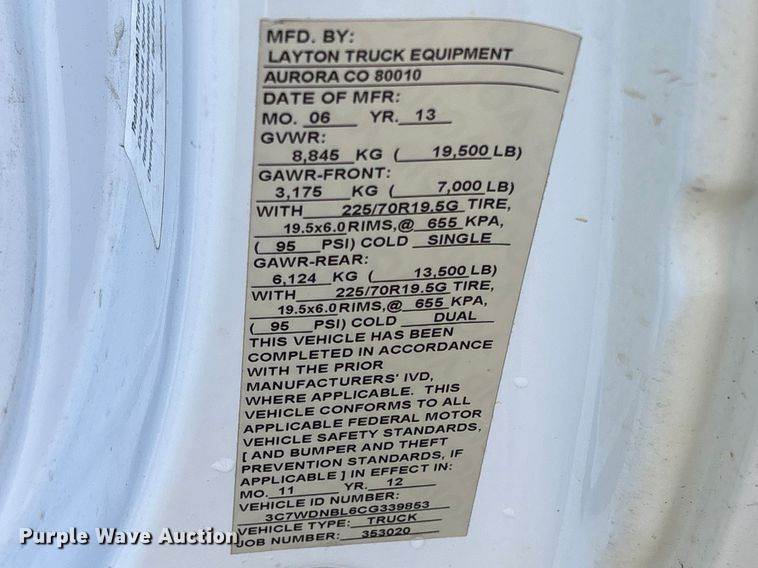 MFD. BY:
LAYTON TRUCK EQUIPMENT
AURORA CO 80010
DATE OF MFR:
MO. 06 YR. 13
GVWR:
8,845 KG ( 19,500 LB)
GAWR-FRONT:
3,175 KG ( 7,000 LB)
WITH 225/70R19.5G TIRE,
19.5x6.0 RIMS,@ 655 KPA,
( 95 PSI) COLD SINGLE
GAWR-REAR:
6,124 KG ( 13,500 LB)
WITH 225/70R19.5G TIRE,
19.5x6.0 RIMS,@ 655 KPA,
( 95 PSI) COLD DUAL
THIS VEHICLE HAS BEEN
COMPLETED IN ACCORDANCE
WITH THE PRIOR
MANUFACTURERS' IVD,
WHERE APPLICABLE. THIS
VEHICLE CONFORMS TO ALL
APPLICABLE FEDERAL MOTOR
VEHICLE SAFETY STANDARDS,
[ AND BUMPER AND THEFT
PREVENTION STANDARDS, IF
APPLICABLE ] IN EFFECT IN:
MO. 11 YR. 12
VEHICLE ID NUMBER:
3C7WDNBL6CG339853
VEHICLE TYPE: TRUCK
JOB NUMBER: 353020
Purple Wave Auction